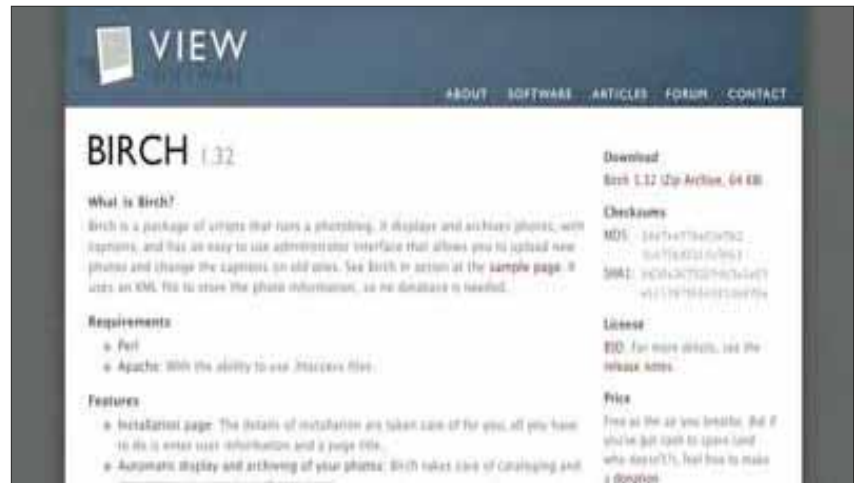 VIEW
SOFTWARE
ABOUT SOFTWARE ARTICLES FORUM CONTACT
BIRCH 1.32
What is Birch?
Birch is a package of scripts that runs a photoblog. It displays and archives photos, with
captions, and has an easy to use administrator interface that allows you to upload new
photos and change the captions on old ones. See Birch in action at the sample page. It
uses an XML file to store the photo information, so no database is needed.
Requirements
Perl
Apache: With the ability to use .htaccess files.
Features
Installation page: The details of installation are taken care of for you, all you have
to do is enter user information and a page title.
Automatic display and archiving of your photos: Birch takes care of cataloging and
Download
Birch 1.32 (Zip Archive, 64 KB)
Checksums
MD5:
SHA1:
License
BSD. For more details, see the
release notes.
Price
Free as the air you breathe. But if
you've got cash to spare (and
who doesn't?), feel free to make
a donation